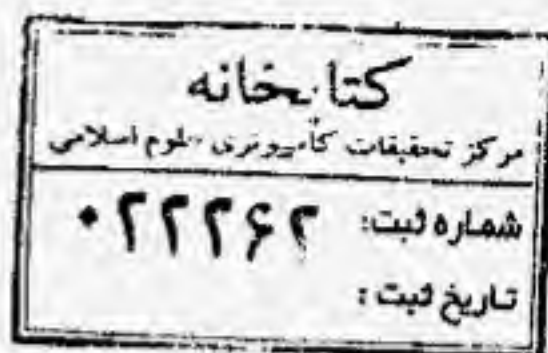 کتابخانه
مرکز تحقیقات کامپیوتری علوم اسلامی
شماره ثبت: ۰۲۲۲۶۲
تاریخ ثبت: